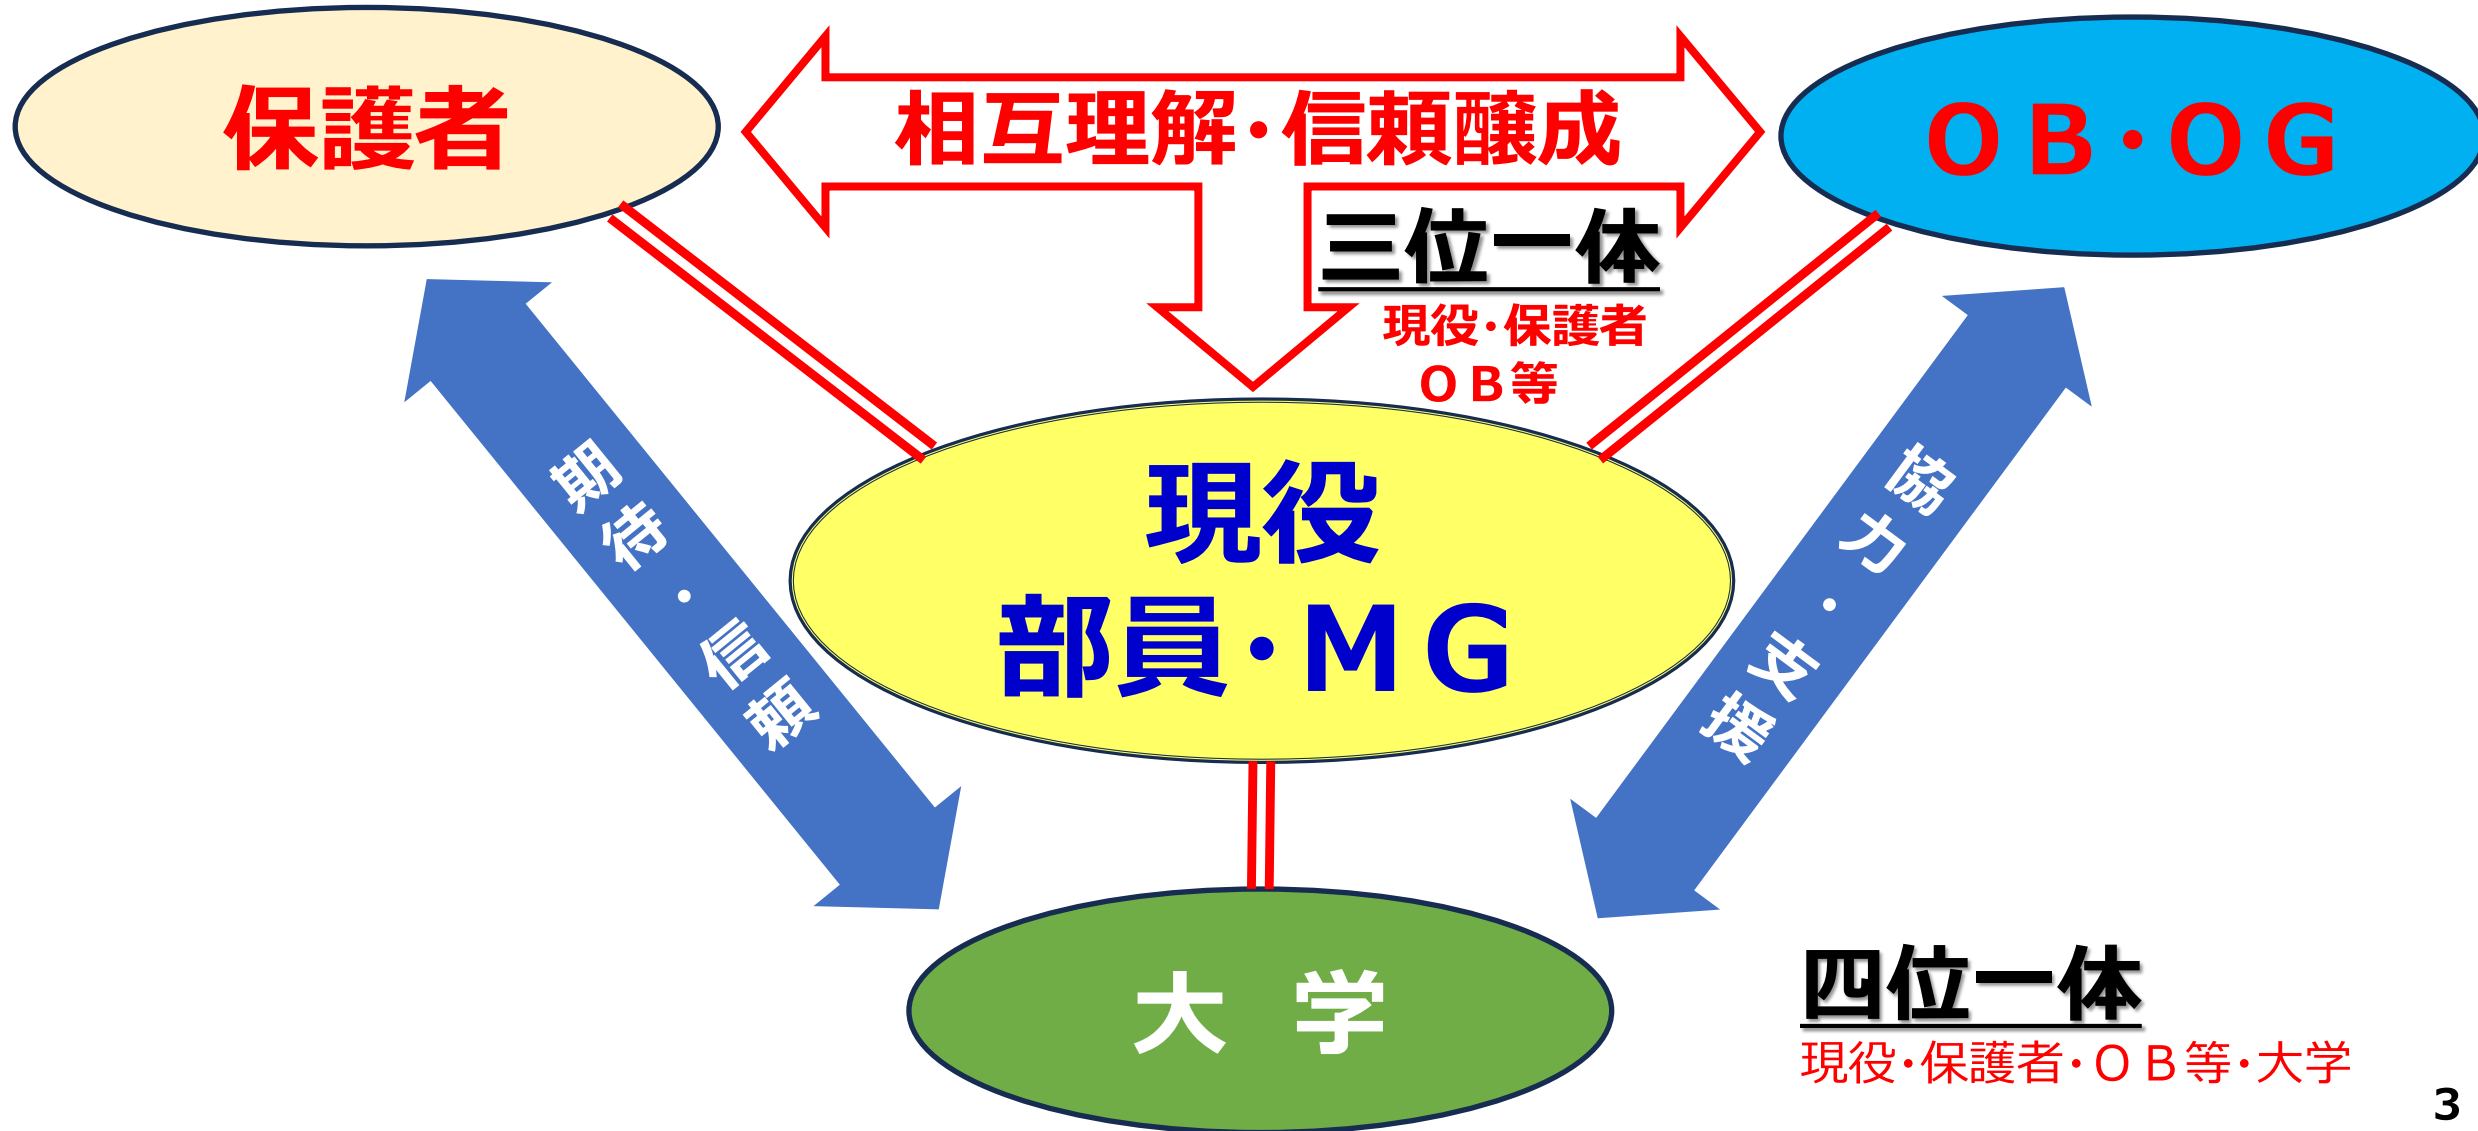 保護者
相互理解・信頼醸成
ＯＢ・ＯＧ
三位一体
現役・保護者
ＯＢ等
現役
部員・ＭＧ
期待・信頼
協力・支援
大　学
四位一体
現役・保護者・ＯＢ等・大学
3